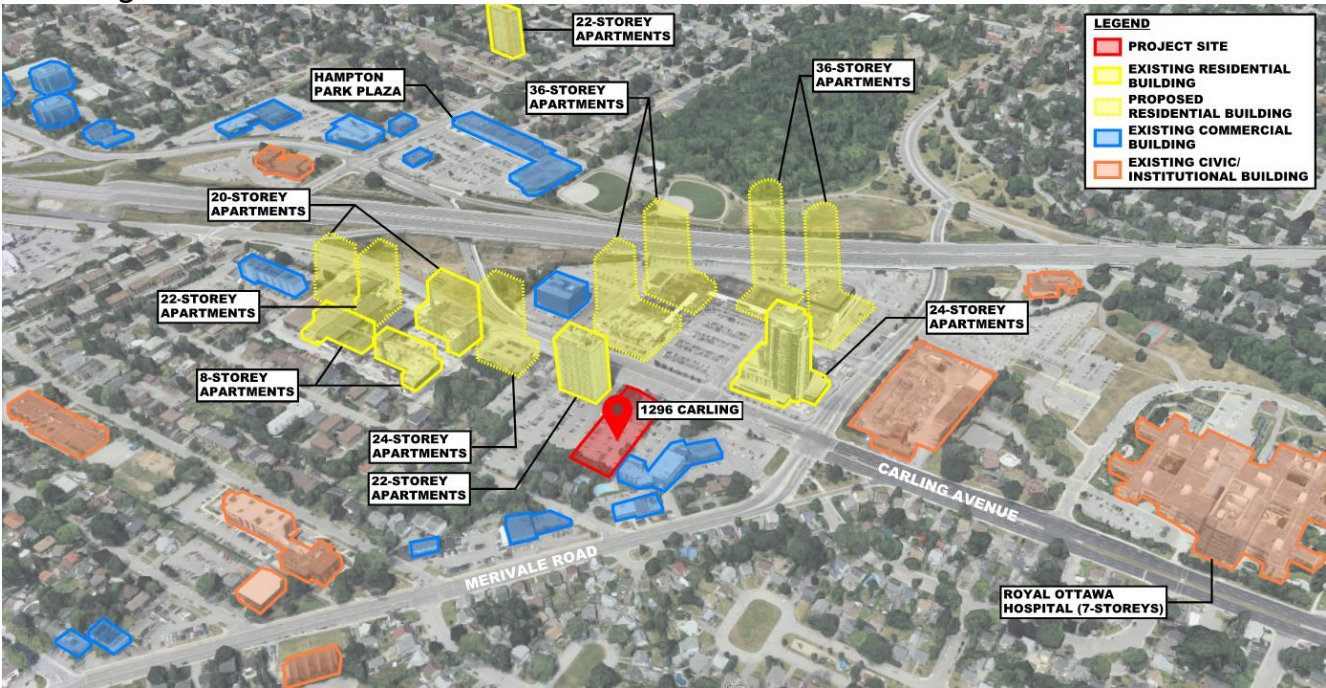 22-STOREY
APARTMENTS
LEGEND
PROJECT SITE
EXISTING RESIDENTIAL
BUILDING
PROPOSED
RESIDENTIAL BUILDING
EXISTING COMMERCIAL
BUILDING
EXISTING CIVIC/
INSTITUTIONAL BUILDING
HAMPTON
PARK PLAZA
36-STOREY
APARTMENTS
36-STOREY
APARTMENTS
20-STOREY
APARTMENTS
22-STOREY
APARTMENTS
24-STOREY
APARTMENTS
8-STOREY
APARTMENTS
1296 CARLING
24-STOREY
APARTMENTS
22-STOREY
APARTMENTS
CARLING AVENUE
MERIVALE ROAD
ROYAL OTTAWA
HOSPITAL (7-STOREYS)